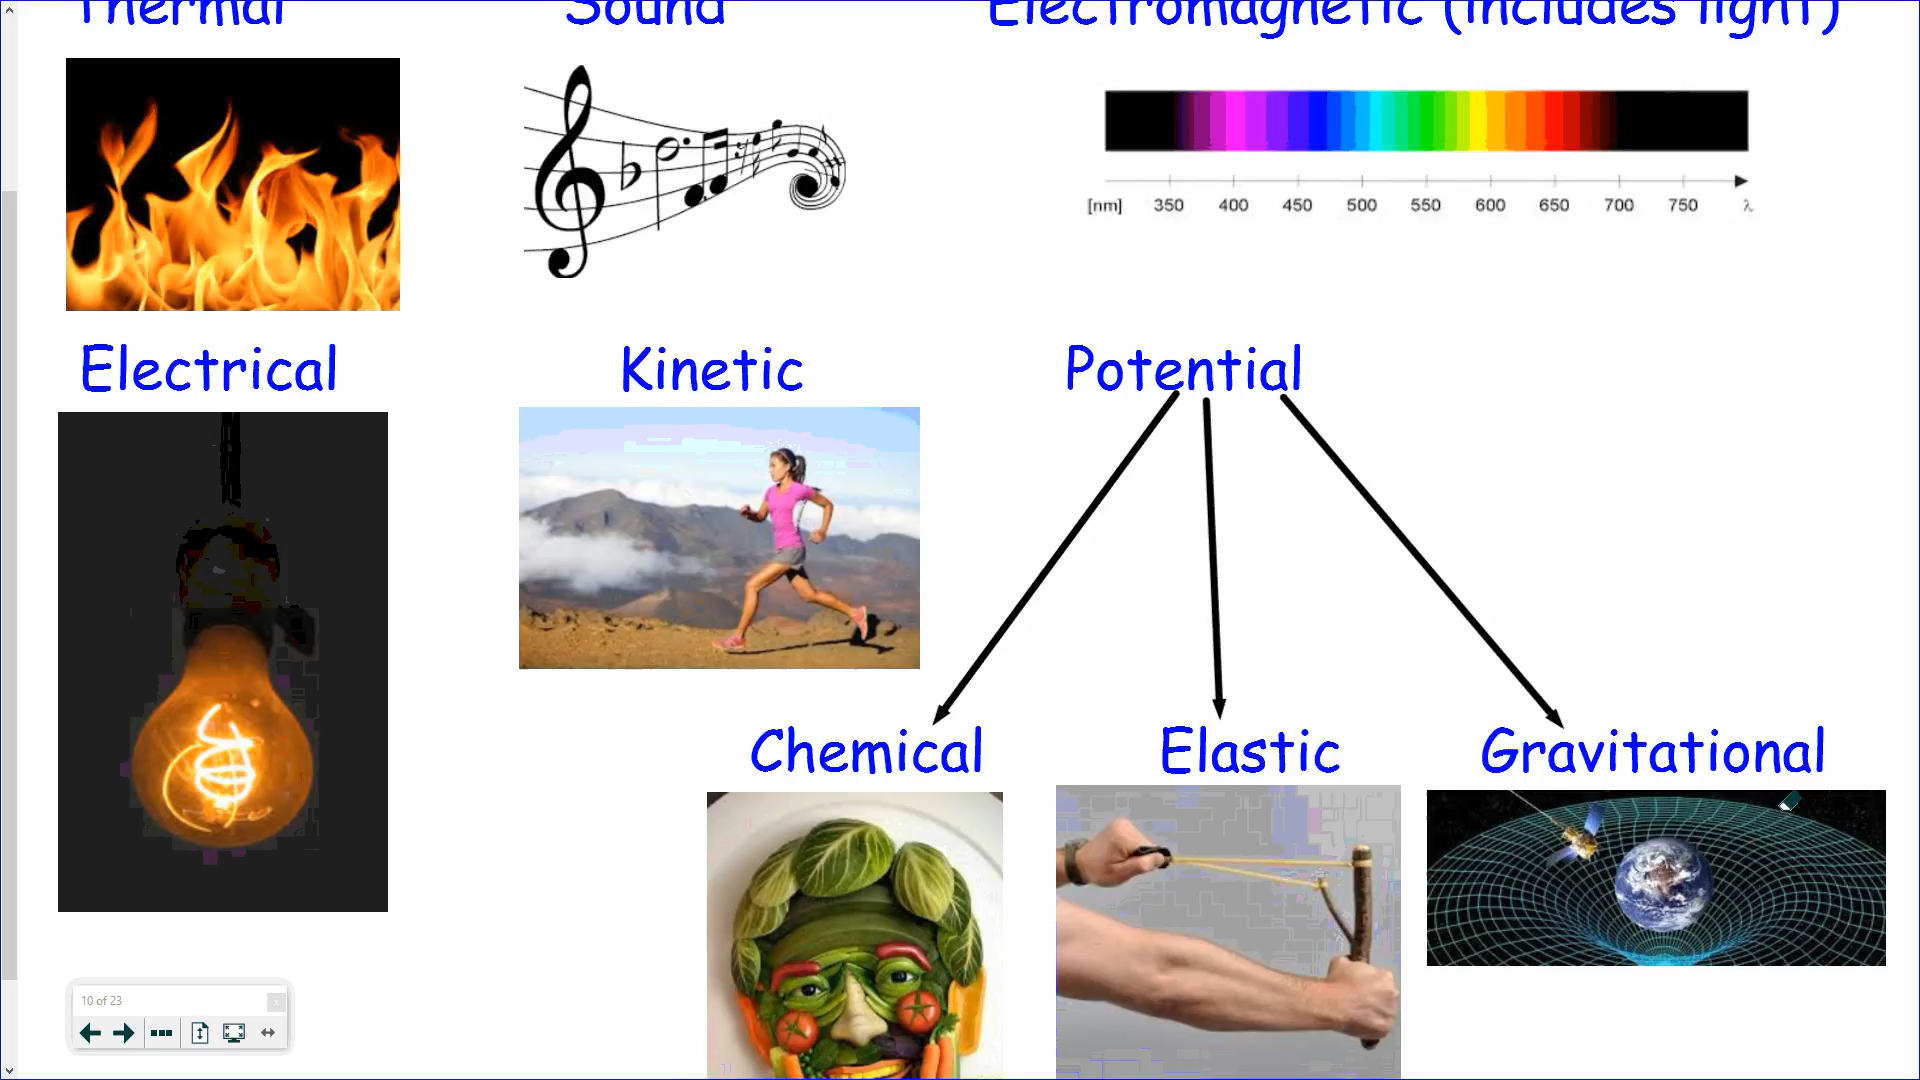 Thermal Sound Electromagnetic (includes light)
[nm] 350 400 450 500 550 600 650 700 750 λ
Electrical Kinetic Potential
Chemical Elastic Gravitational
10 of 23